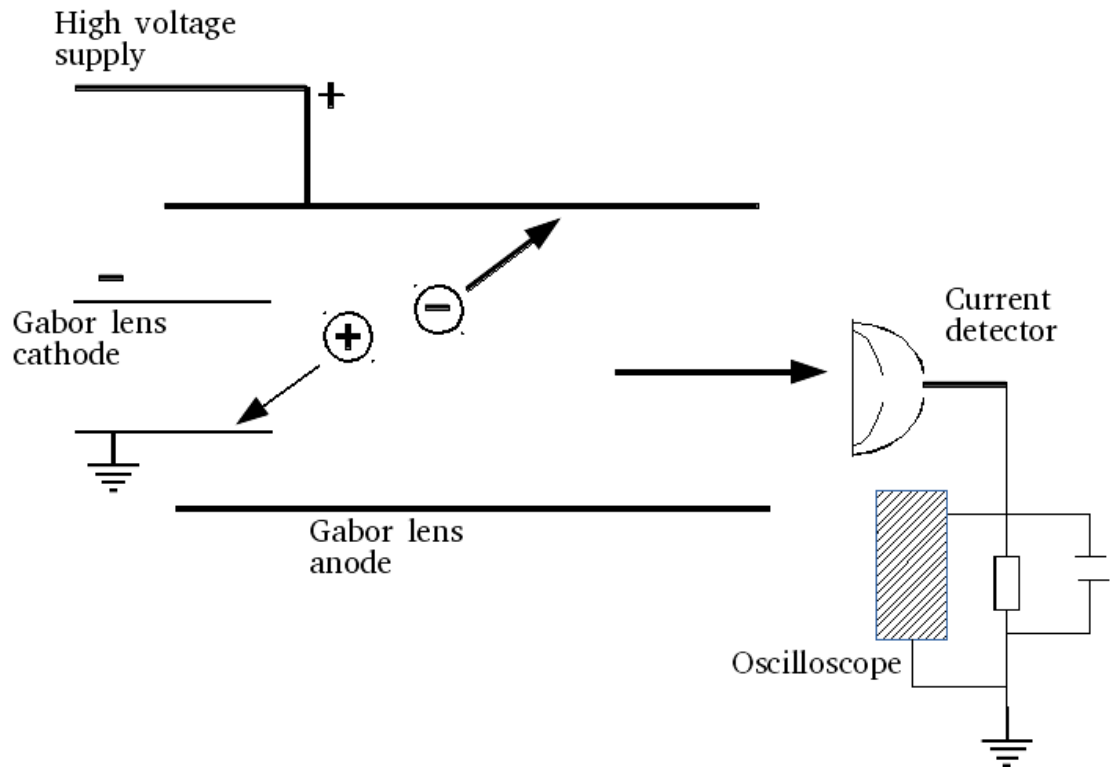 High voltage
supply
+
−
Gabor lens
cathode
+
−
Current
detector
Gabor lens
anode
Oscilloscope